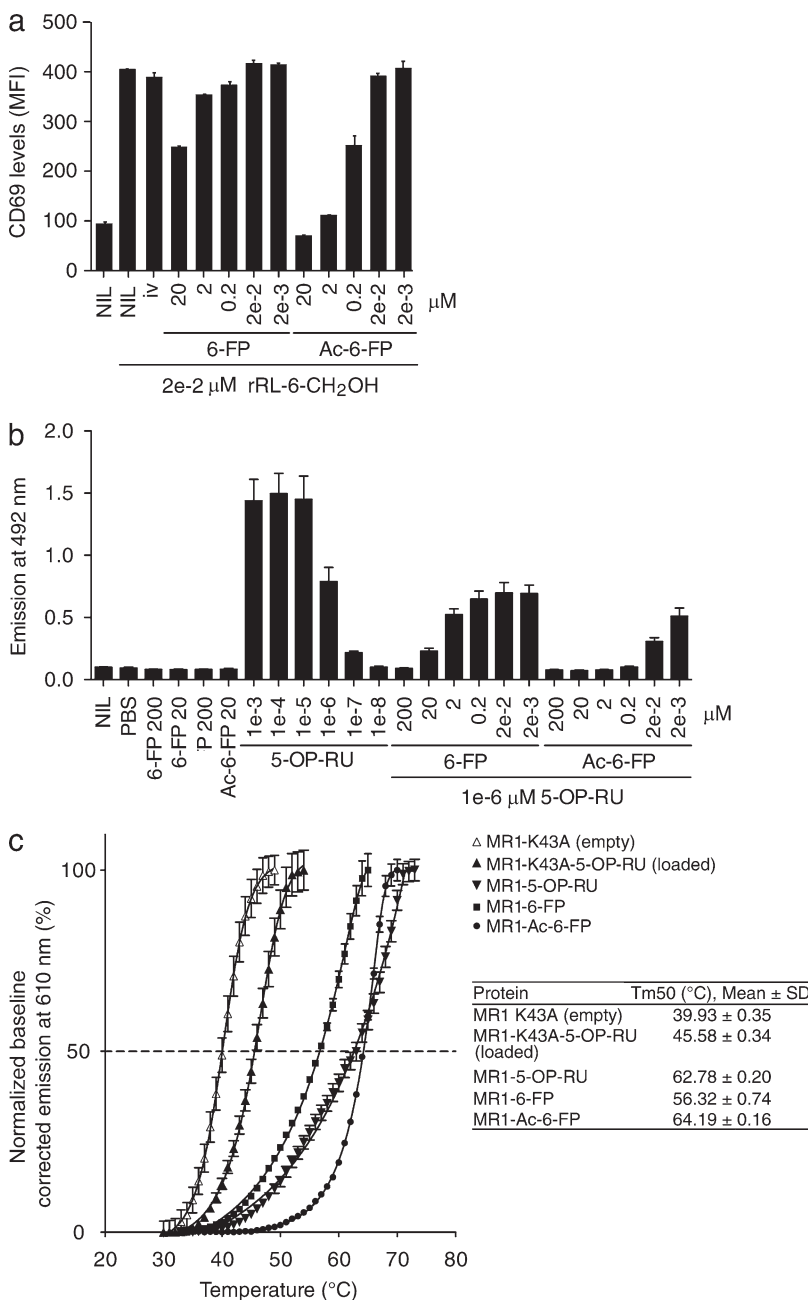 a
CD69 levels (MFI)
500
400
300
200
100
0
NIL
NIL
iv
20
2
0.2
2e-2
2e-3
20
2
0.2
2e-2
2e-3
μM
6-FP
Ac-6-FP
2e-2 μM rRL-6-CH2OH
b
Emission at 492 nm
2.0
1.5
1.0
0.5
0.0
NIL
PBS
6-FP 200
6-FP 20
'P 200
Ac-6-FP 20
1e-3
1e-4
1e-5
1e-6
1e-7
1e-8
200
20
2
0.2
2e-2
2e-3
200
20
2
0.2
2e-2
2e-3
μM
5-OP-RU
6-FP
Ac-6-FP
1e-6 μM 5-OP-RU
c
Normalized baseline
corrected emission at 610 nm (%)
100
50
0
20
30
40
50
60
70
80
Temperature (°C)
MR1-K43A (empty)
MR1-K43A-5-OP-RU (loaded)
MR1-5-OP-RU
MR1-6-FP
MR1-Ac-6-FP
Protein Tm50 (°C), Mean ± SD
MR1 K43A (empty) 39.93 ± 0.35
MR1-K43A-5-OP-RU 45.58 ± 0.34
(loaded)
MR1-5-OP-RU 62.78 ± 0.20
MR1-6-FP 56.32 ± 0.74
MR1-Ac-6-FP 64.19 ± 0.16